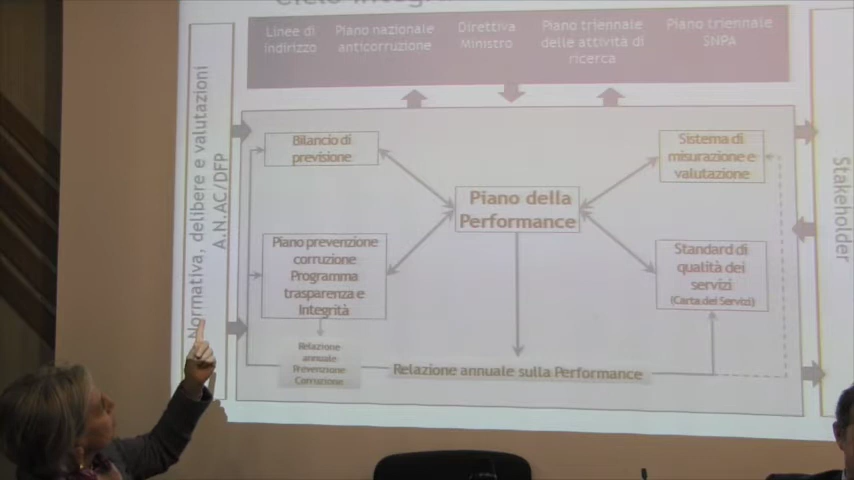 Ciclo integr
Linee di
indirizzo
Piano nazionale
anticorruzione
Direttiva
Ministro
Piano triennale
delle attività di
ricerca
Piano triennale
SNPA
Normativa, delibere e valutazioni
A.N.AC/DFP
Bilancio di
previsione
Sistema di
misurazione e
valutazione
Piano della
Performance
Piano prevenzione
corruzione
Programma
trasparenza e
Integrità
Standard di
qualità dei
servizi
(Carta dei Servizi)
Relazione
annuale
Prevenzione
Corruzione
Relazione annuale sulla Performance
Stakeholder